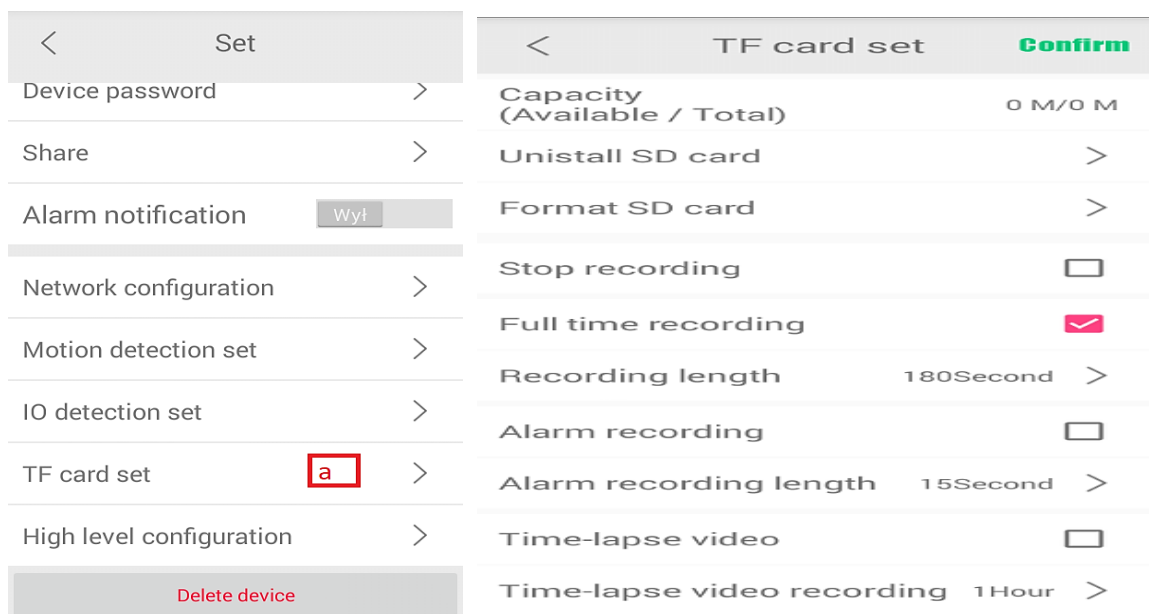 Set
Device password
Share
Alarm notification Wył
Network configuration
Motion detection set
IO detection set
TF card set a
High level configuration
Delete device
TF card set Confirm
Capacity
(Available / Total) 0 M/0 M
Unistall SD card
Format SD card
Stop recording
Full time recording
Recording length 180Second
Alarm recording
Alarm recording length 15Second
Time-lapse video
Time-lapse video recording 1Hour